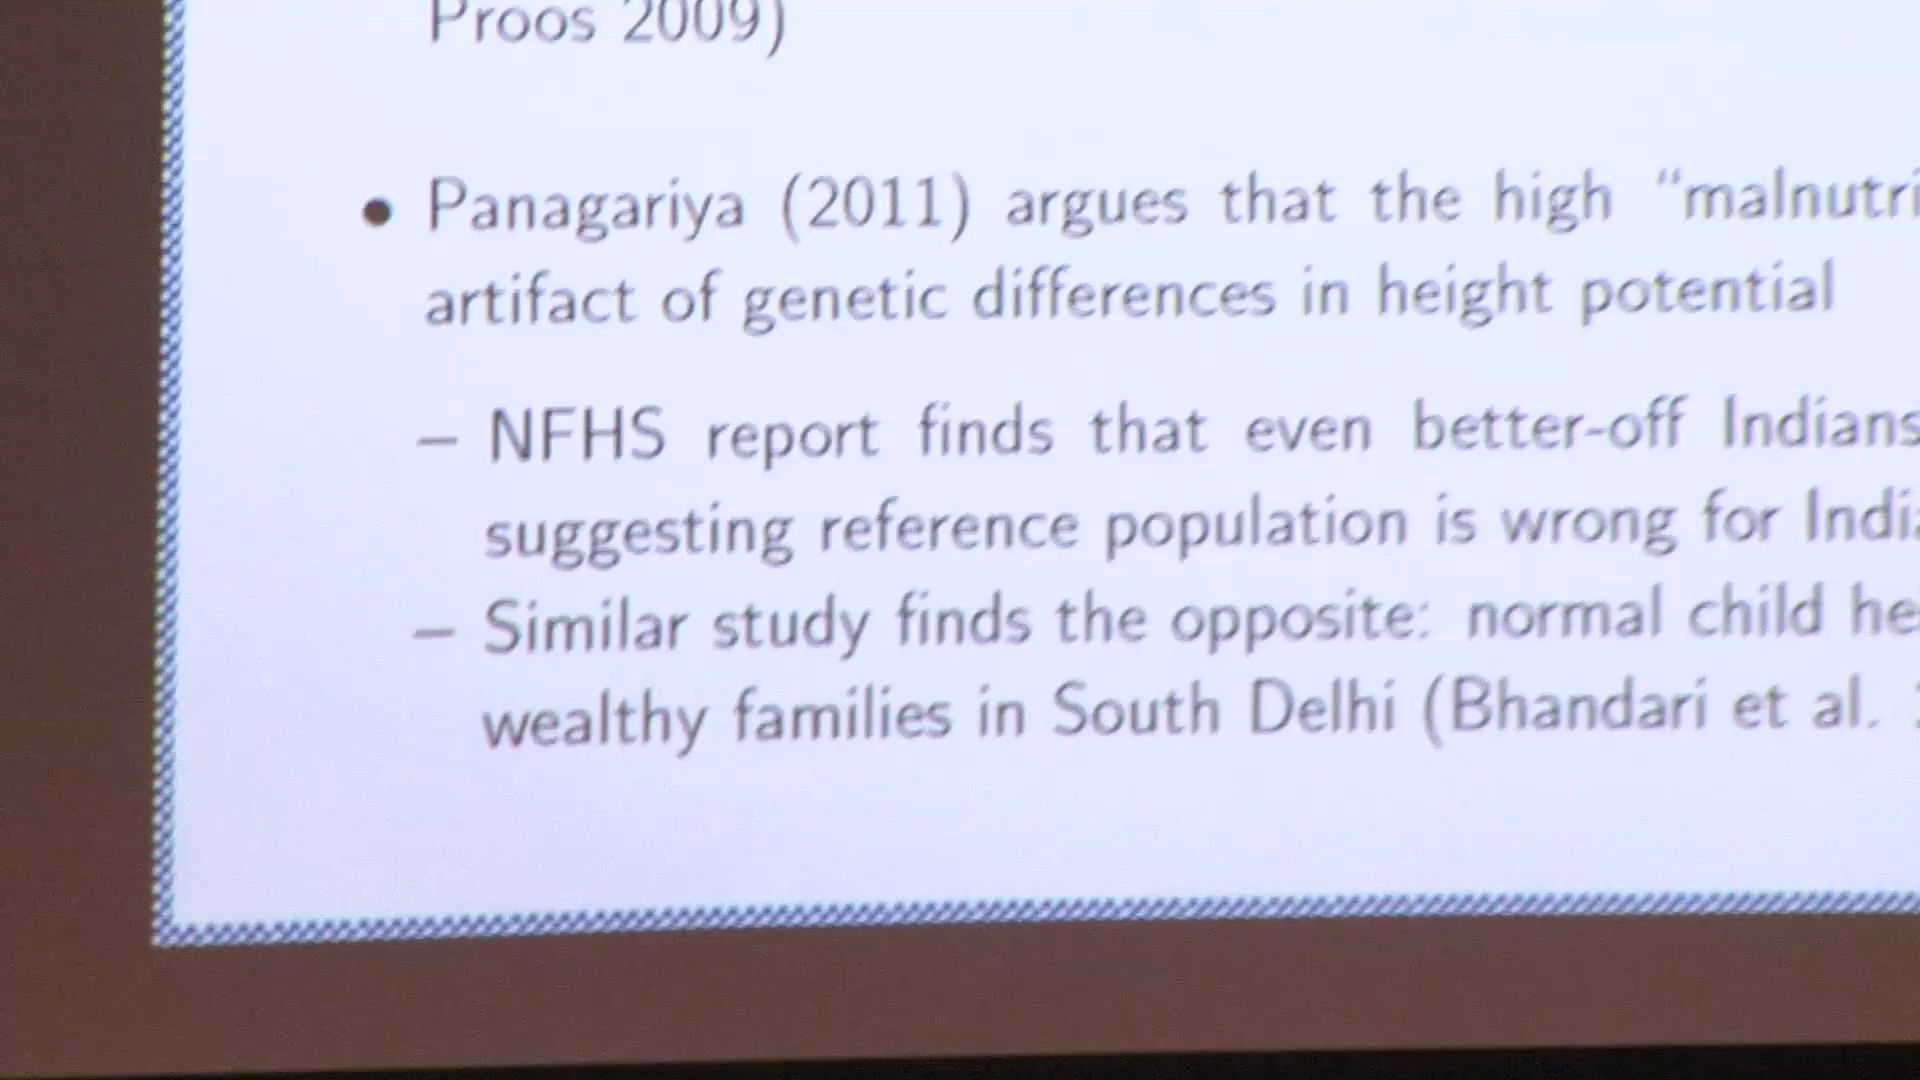 Proos 2009)
• Panagariya (2011) argues that the high “malnutri
artifact of genetic differences in height potential
– NFHS report finds that even better-off Indians
suggesting reference population is wrong for Indi
– Similar study finds the opposite: normal child he
wealthy families in South Delhi (Bhandari et al.